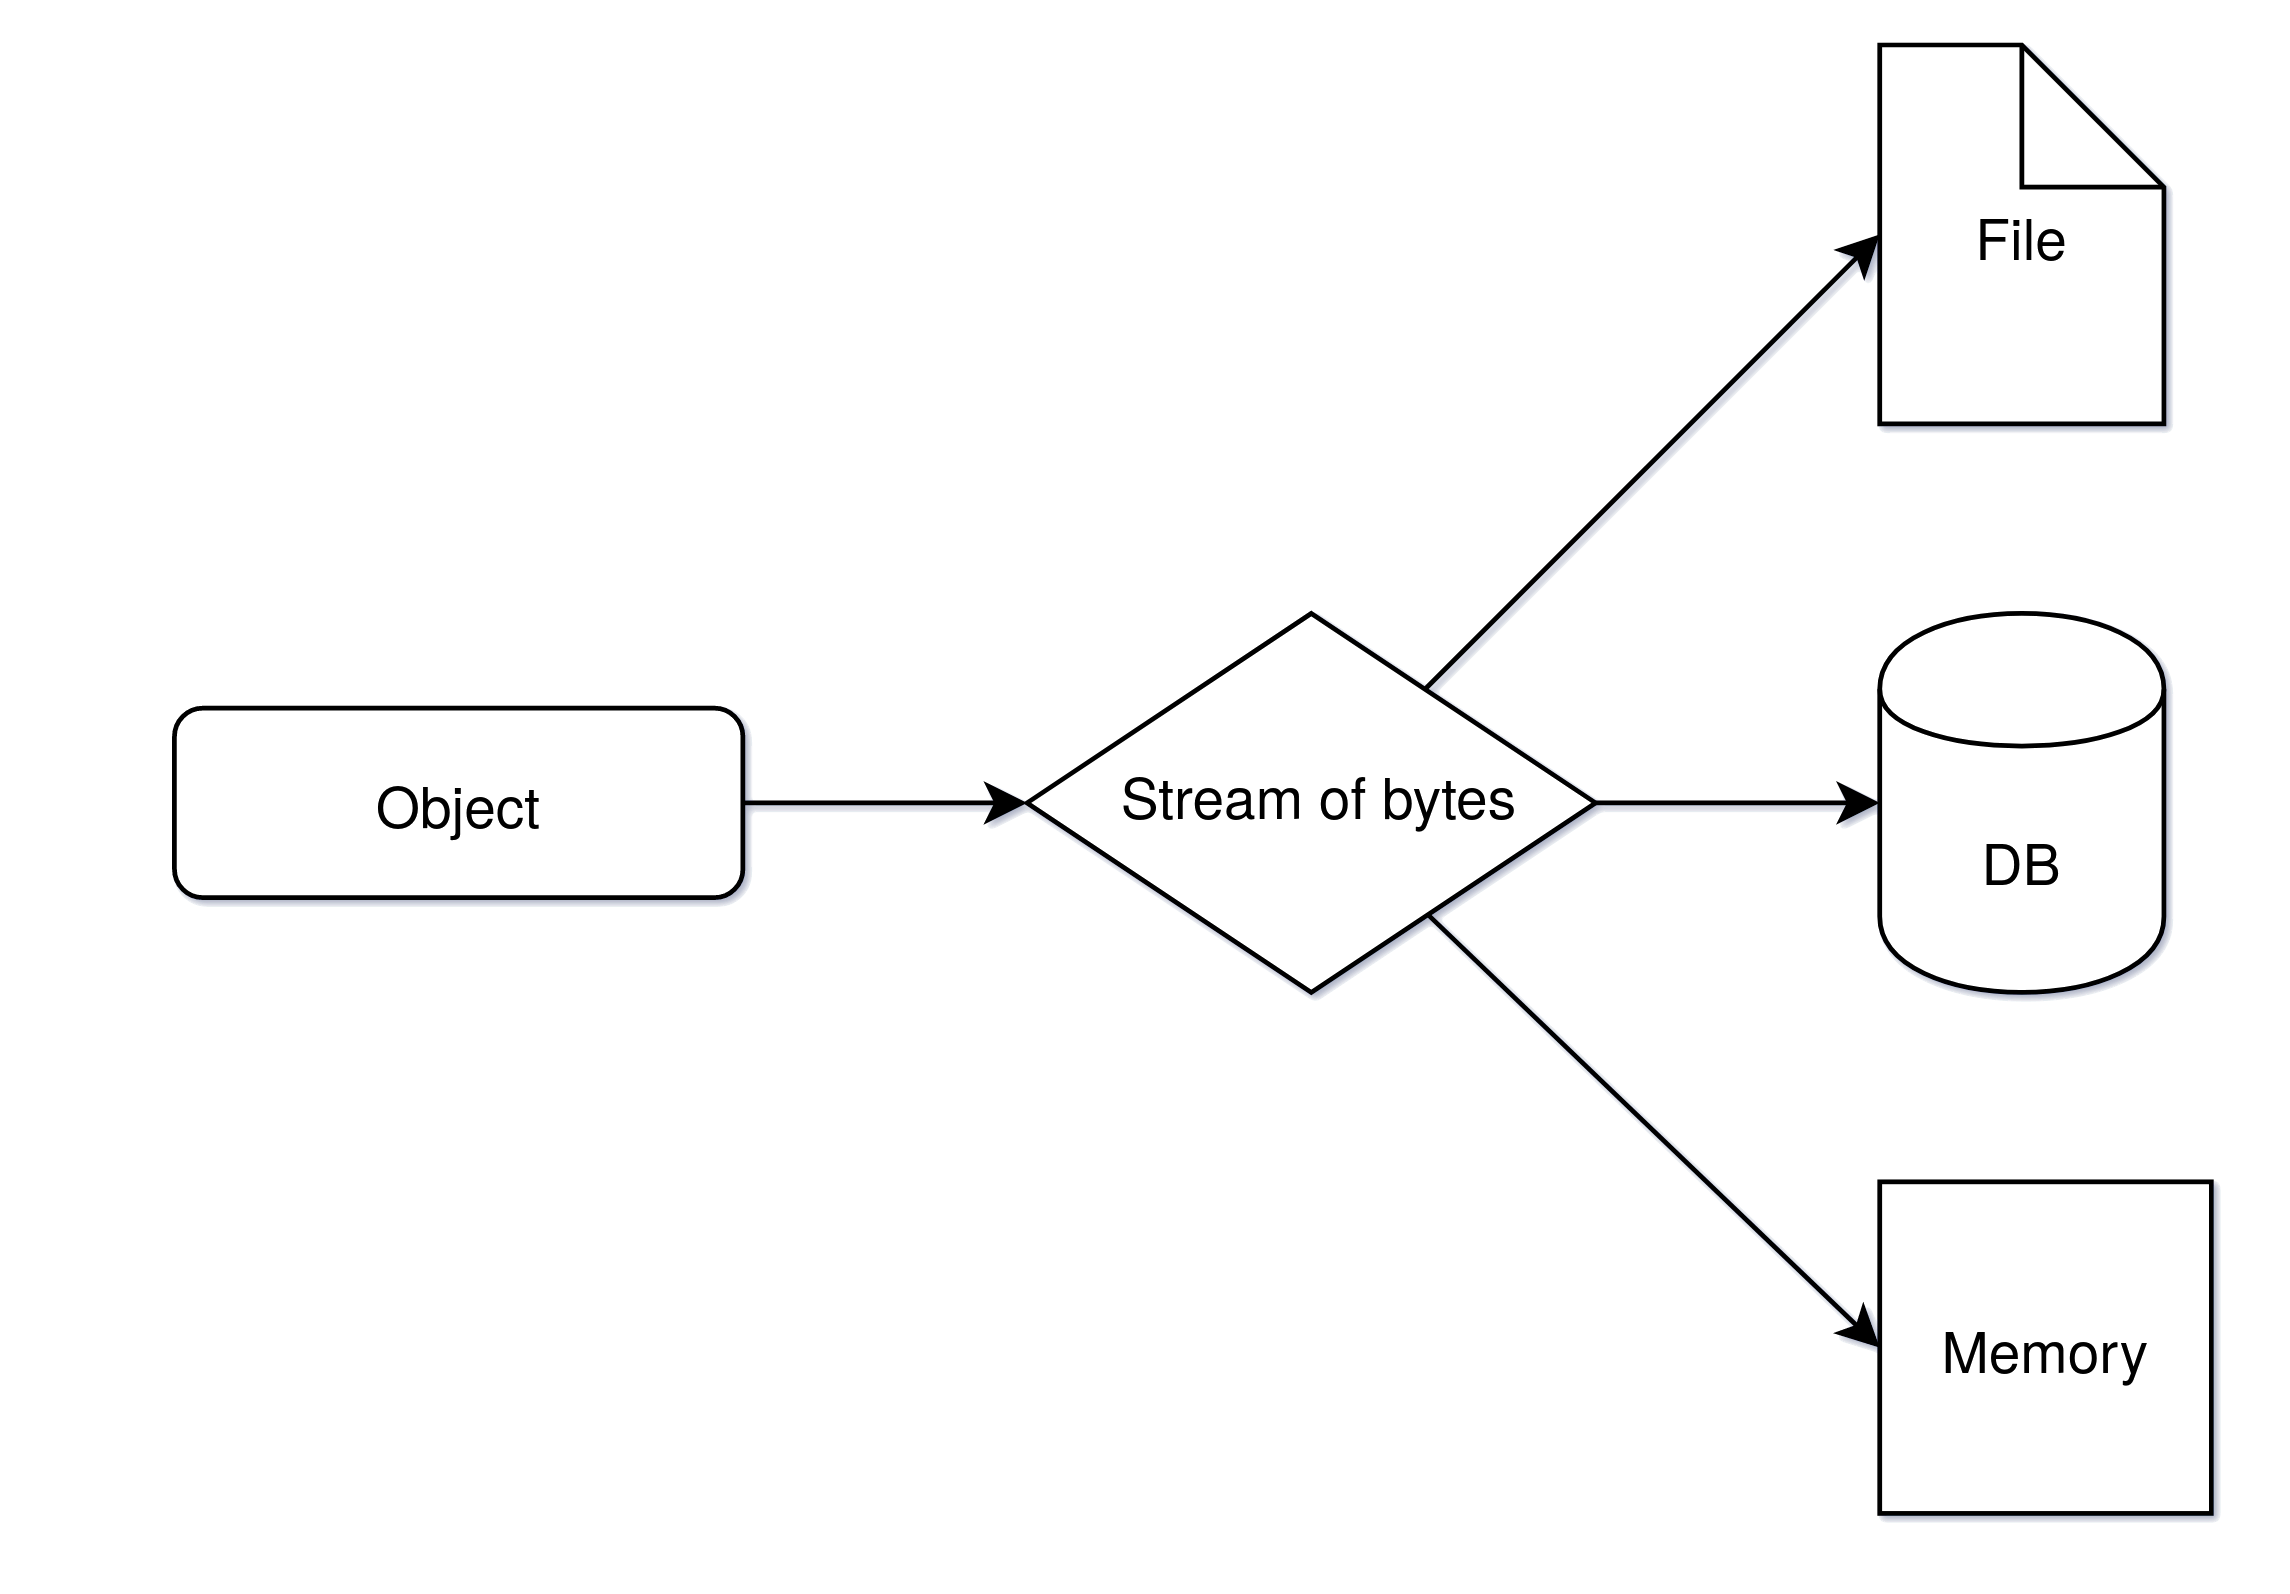 File
Object
Stream of bytes
DB
Memory